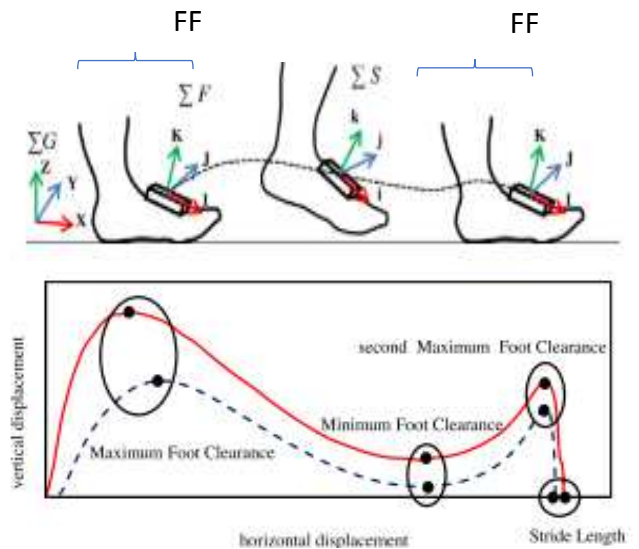 FF FF
∑ F ∑ S
K J i k j i K J i
∑G
Z Y X
vertical displacement
second Maximum Foot Clearance
Minimum Foot Clearance
Maximum Foot Clearance
horizontal displacement
Stride Length